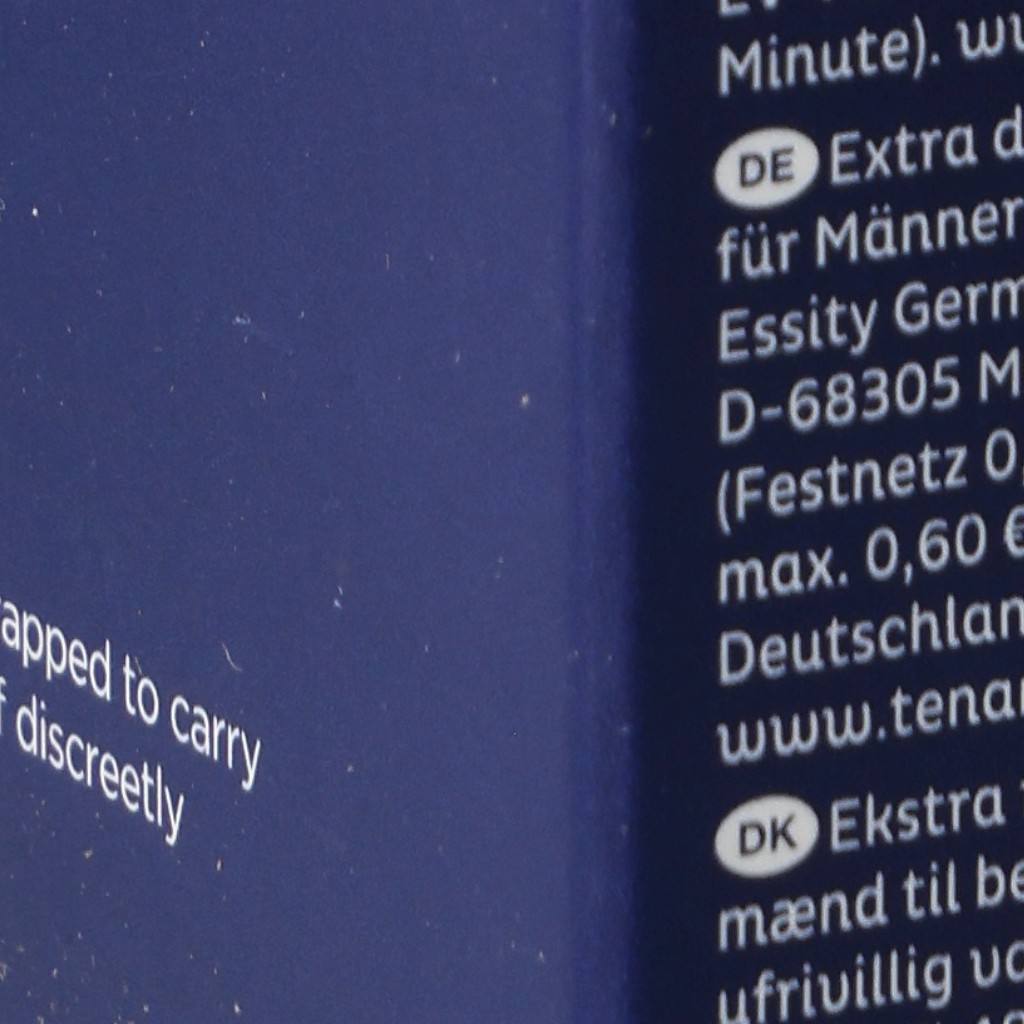 apped to carry
discreetly
Minute).
DE Extra
für Männer
Essity Germ
D-68305 M
(Festnetz 0,
max. 0,60 €
Deutschlan
www.tena
DK Ekstra
mænd til be
ufrivillig